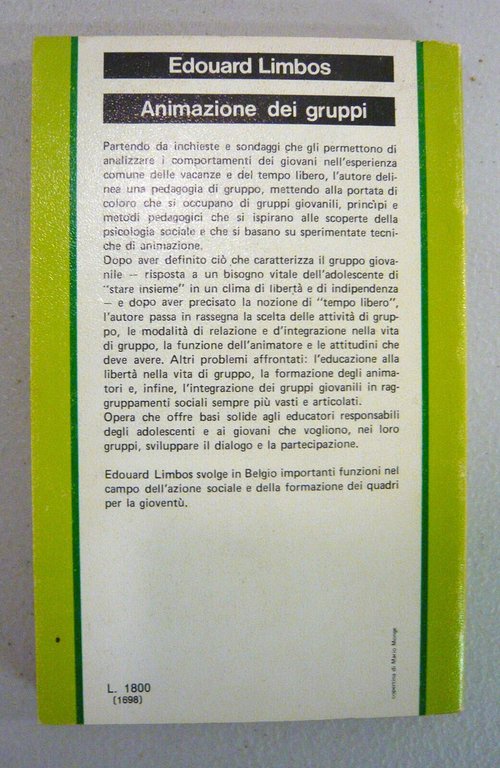 Edouard Limbos
Animazione dei gruppi
Partendo da inchieste e sondaggi che gli permettono di
analizzare i comportamenti dei giovani nell'esperienza
comune delle vacanze e del tempo libero, l'autore deli-
nea una pedagogia di gruppo, mettendo alla portata di
coloro che si occupano di gruppi giovanili, principi e
metodi pedagogici che si ispirano alle scoperte della
psicologia sociale e che si basano su sperimentate tecni-
che di animazione.
Dopo aver definito ciò che caratterizza il gruppo giova-
nile — risposta a un bisogno vitale dell'adolescente di
"stare insieme" in un clima di libertà e di indipendenza
— e dopo aver precisato la nozione di "tempo libero",
l'autore passa in rassegna la scelta delle attività di grup-
po, le modalità di relazione e d'integrazione nella vita
di gruppo, la funzione dell'animatore e le attitudini che
deve avere. Altri problemi affrontati: l'educazione alla
libertà nella vita di gruppo, la formazione degli anima-
tori e, infine, l'integrazione dei gruppi giovanili in rag-
gruppamenti sociali sempre più vasti e articolati.
Opera che offre basi solide agli educatori responsabili
degli adolescenti e ai giovani che vogliono, nei loro
gruppi, sviluppare il dialogo e la partecipazione.
Edouard Limbos svolge in Belgio importanti funzioni nel
campo dell'azione sociale e della formazione dei quadri
per la gioventù.
L. 1800
(1698)
copertina di Mario Monge